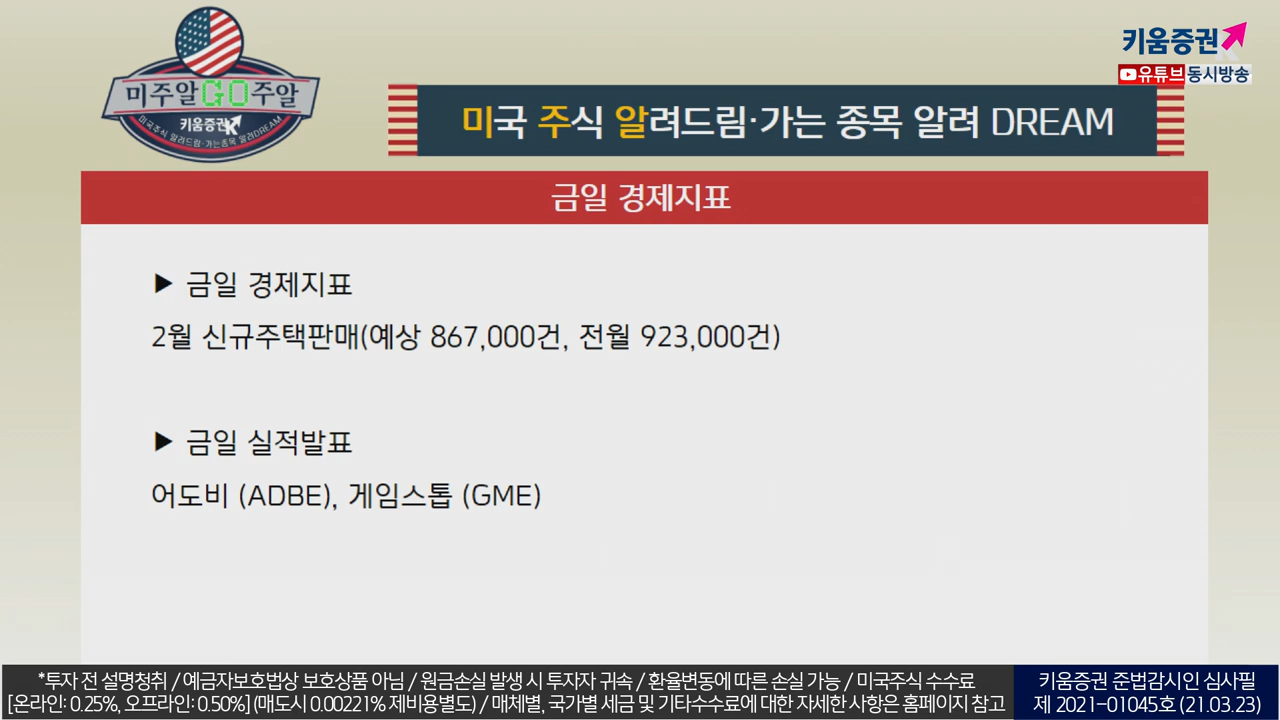 미주알GO주알
키움증권
미국주식 알려드림·가는종목 알려DREAM
키움증권
유튜브 동시방송
미국 주식 알려드림·가는 종목 알려 DREAM
금일 경제지표
▶ 금일 경제지표
2월 신규주택판매(예상 867,000건, 전월 923,000건)
▶ 금일 실적발표
어도비 (ADBE), 게임스톱 (GME)
*투자 전 설명청취 / 예금자보호법상 보호상품 아님 / 원금손실 발생 시 투자자 귀속 / 환율변동에 따른 손실 가능 / 미국주식 수수료
[온라인: 0.25%, 오프라인: 0.50%] (매도시 0.00221% 제비용별도) / 매체별, 국가별 세금 및 기타수수료에 대한 자세한 사항은 홈페이지 참고
키움증권 준법감시인 심사필
제 2021-01045호 (21.03.23)